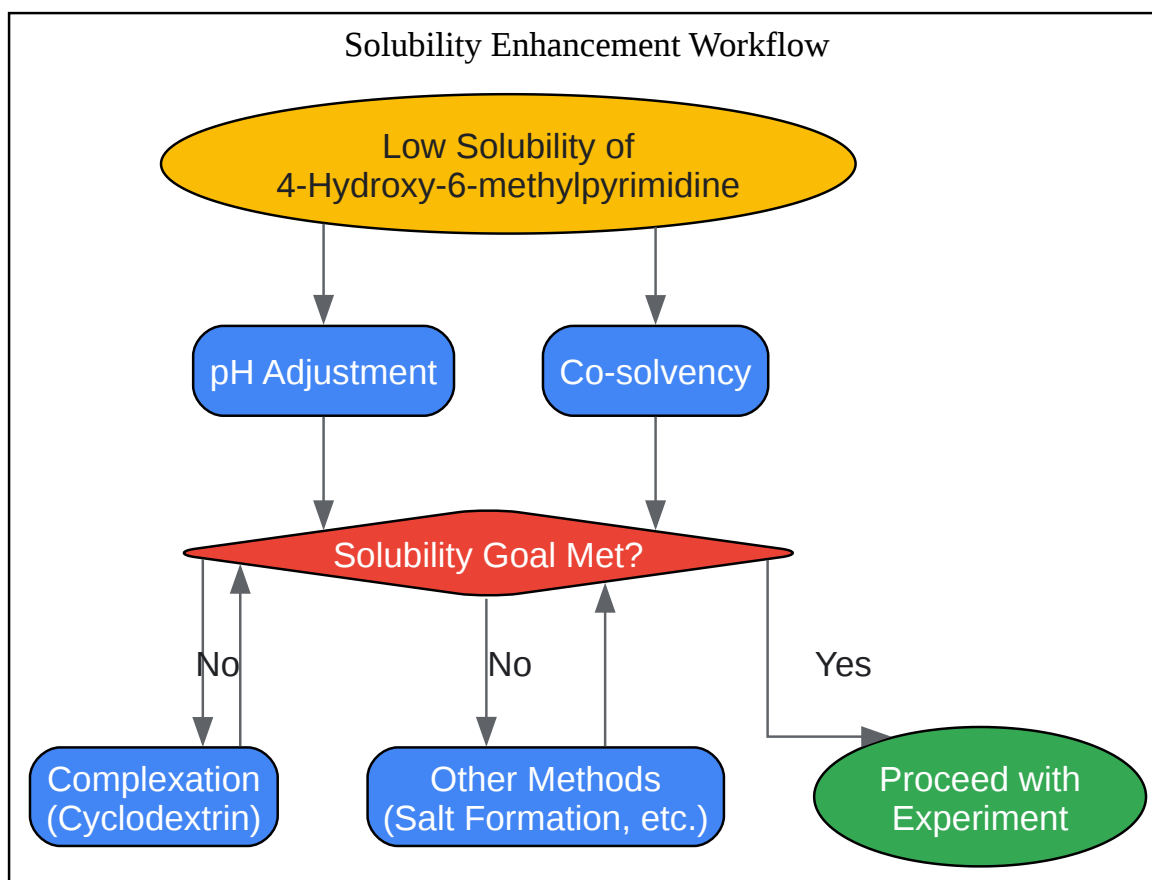 Solubility Enhancement Workflow
Low Solubility of
4-Hydroxy-6-methylpyrimidine
pH Adjustment
Co-solvency
Solubility Goal Met?
No
No
Yes
Complexation
(Cyclodextrin)
Other Methods
(Salt Formation, etc.)
Proceed with
Experiment